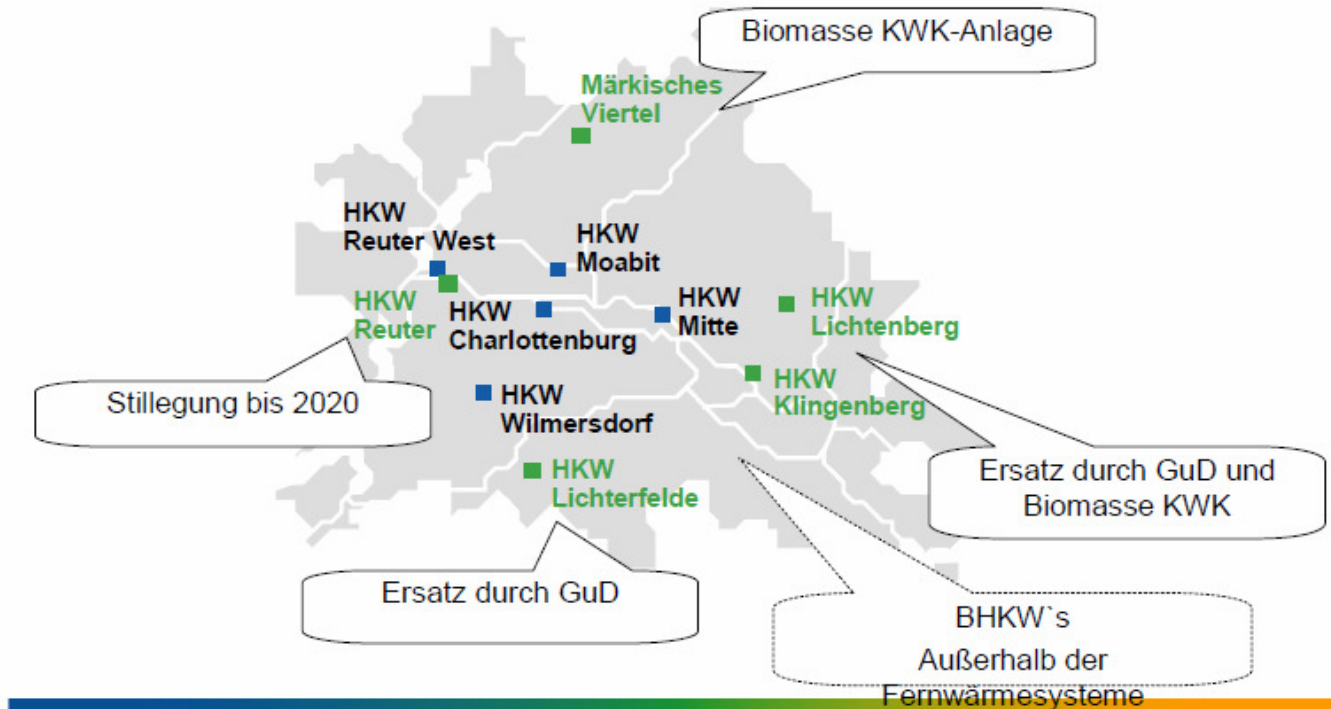 Biomasse KWK-Anlage
Märkisches
Viertel
HKW
Reuter West
HKW
Moabit
HKW
Reuter
HKW
Charlottenburg
HKW
Mitte
HKW
Lichtenberg
Stillegung bis 2020
HKW
Wilmersdorf
HKW
Klingenberg
HKW
Lichterfelde
Ersatz durch GuD und
Biomasse KWK
Ersatz durch GuD
BHKW`s
Außerhalb der
Fernwärmesysteme